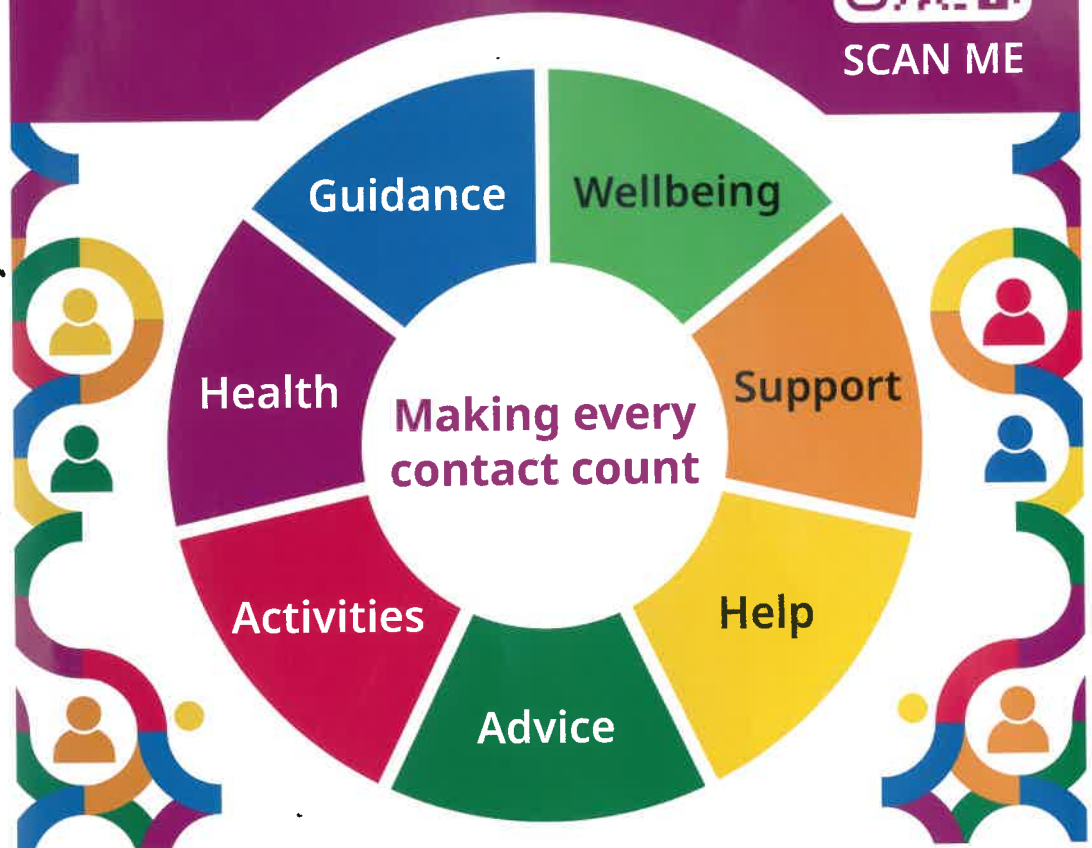 SCAN ME
Guidance
Wellbeing
Health
Support
Making every
contact count
Activities
Help
Advice